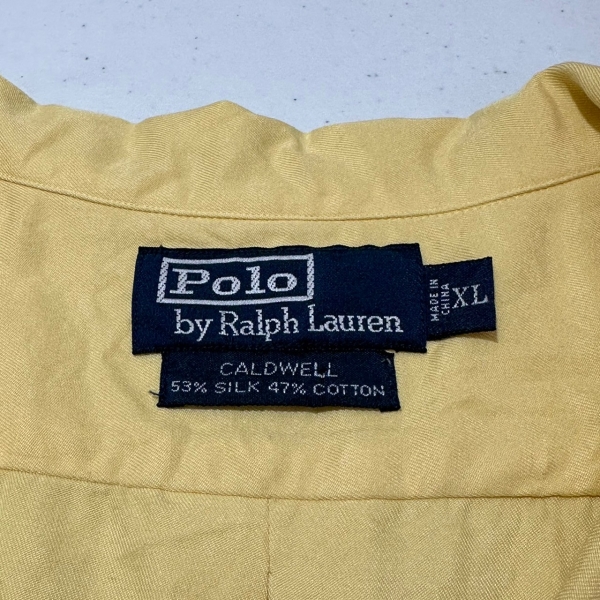 Polo
by Ralph Lauren
MADE IN
CHINA
XL
CALDWELL
53% SILK 47% COTTON